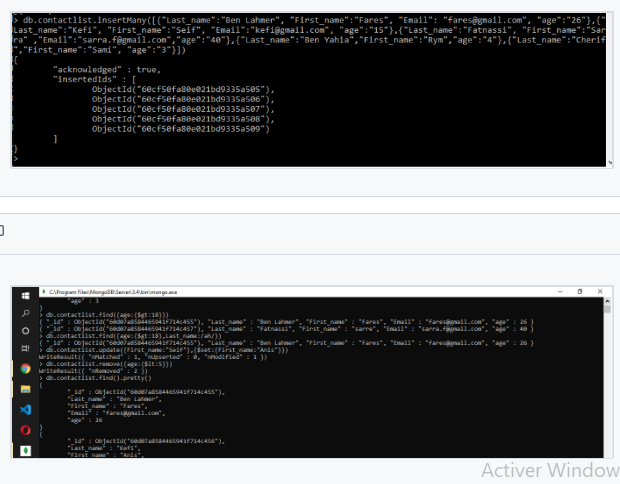 > db.contactlist.insertMany([{"Last_name":"Ben Lahmer", "First_name":"Fares", "Email": "fares@gmail.com", "age":"26"},{"
Last_name":"Kefi", "First_name":"Seif", "Email":"kefi@gmail.com", "age":"15"},{"Last_name":"Fatnassi", "First_name":"Sar
ra" ,"Email":"sarra.f@gmail.com","age":"40"},{"Last_name":"Ben Yahia","First_name":"Rym","age":"4"},{"Last_name":"Cherif
","First_name":"Sami", "age":"3"}])
{
"acknowledged" : true,
"insertedIds" : [
ObjectId("60cf50fa80e021bd9335a505"),
ObjectId("60cf50fa80e021bd9335a506"),
ObjectId("60cf50fa80e021bd9335a507"),
ObjectId("60cf50fa80e021bd9335a508"),
ObjectId("60cf50fa80e021bd9335a509")
]
}
>
C:\Program Files\MongoDB\Server\3.4\bin\mongo.exe
"age" : 3
}
> db.contactlist.find({age:{$gt:18}})
{ "_id" : ObjectId("60d07a8584465941f714c455"), "Last_name" : "Ben Lahmer", "First_name" : "Fares", "Email" : "fares@gmail.com", "age" : 26 }
{ "_id" : ObjectId("60d07a8584465941f714c457"), "Last_name" : "Fatnassi", "First_name" : "sarre", "Email" : "sarra.f@gmail.com", "age" : 40 }
> db.contactlist.find({age:{$gt:18},Last_name:/ah/})
{ "_id" : ObjectId("60d07a8584465941f714c455"), "Last_name" : "Ben Lahmer", "First_name" : "Fares", "Email" : "fares@gmail.com", "age" : 26 }
> db.contactlist.update({First_name:"Seif"},{$set:{First_name:"Anis"}})
WriteResult({ "nMatched" : 1, "nUpserted" : 0, "nModified" : 1 })
> db.contactlist.remove({age:{$lt:5}})
WriteResult({ "nRemoved" : 2 })
> db.contactlist.find().pretty()
{
"_id" : ObjectId("60d07a8584465941f714c455"),
"Last_name" : "Ben Lahmer",
"First_name" : "Fares",
"Email" : "fares@gmail.com",
"age" : 26
}
{
"_id" : ObjectId("60d07a8584465941f714c456"),
"Last_name" : "Kefi",
"First_name" : "Anis",
Activer Window